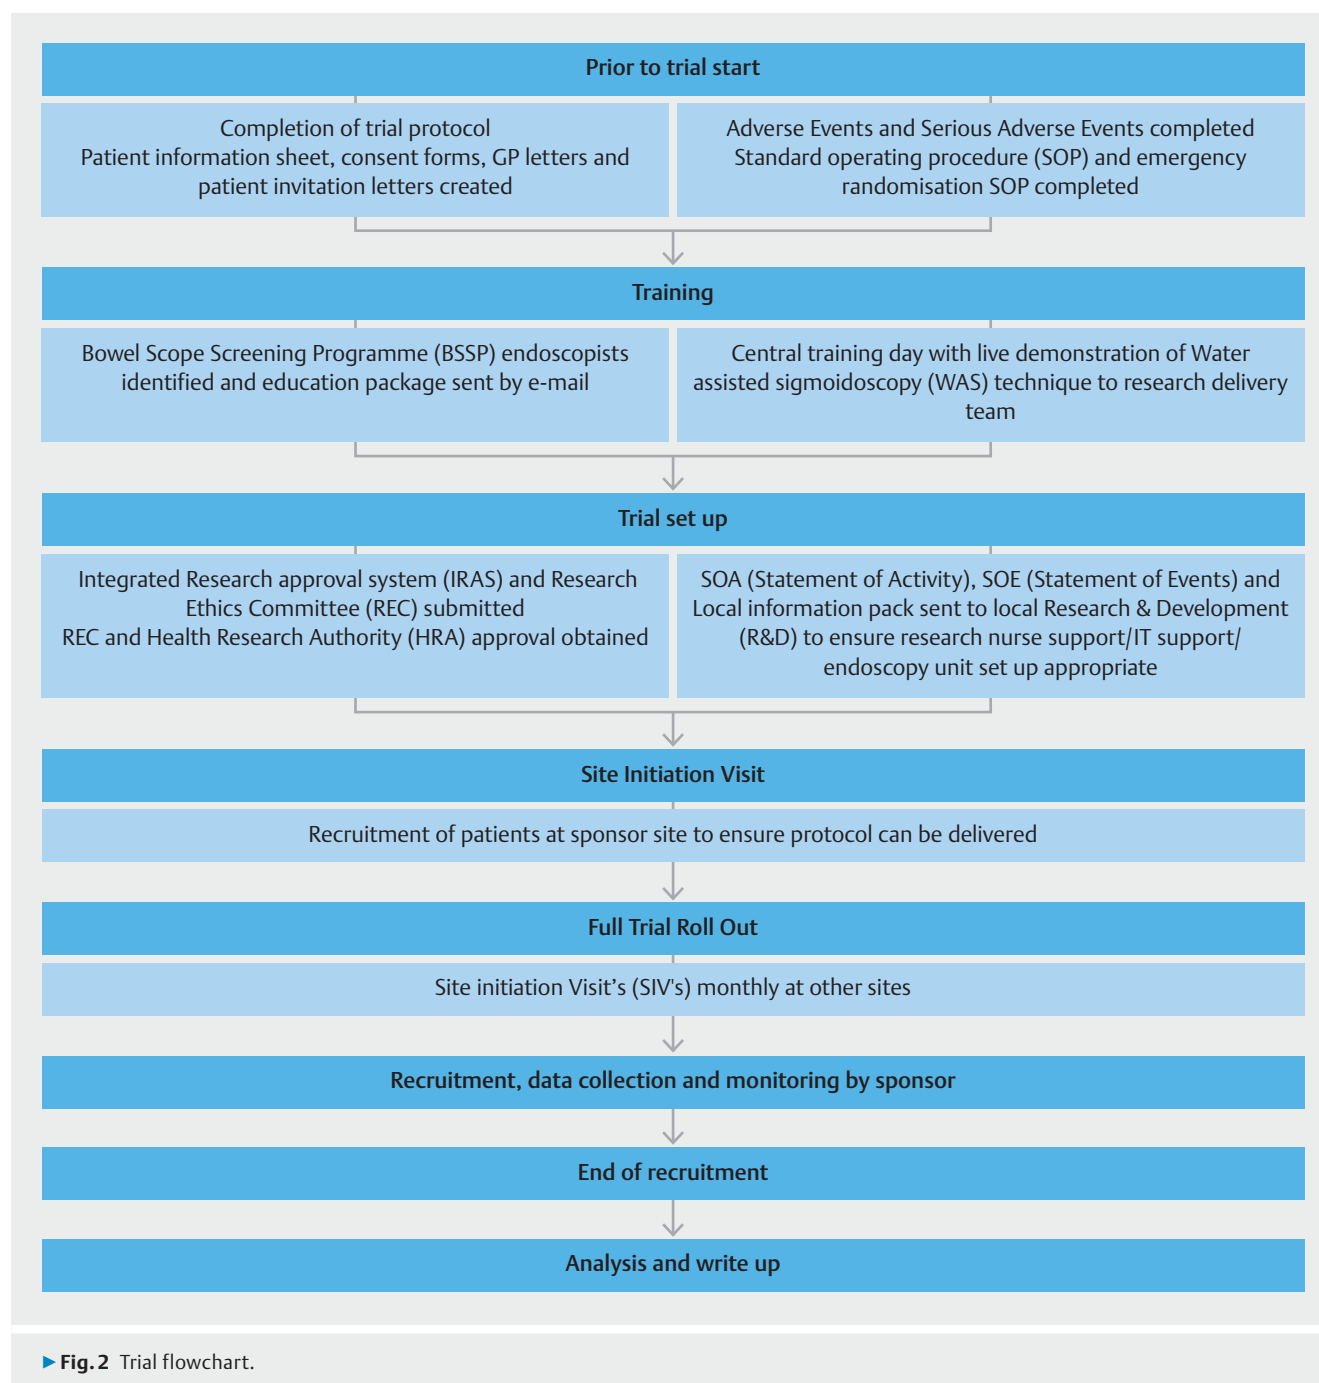 Prior to trial start
Completion of trial protocol
Patient information sheet, consent forms, GP letters and
patient invitation letters created
Adverse Events and Serious Adverse Events completed
Standard operating procedure (SOP) and emergency
randomisation SOP completed
Training
Bowel Scope Screening Programme (BSSP) endoscopists
identified and education package sent by e-mail
Central training day with live demonstration of Water
assisted sigmoidoscopy (WAS) technique to research delivery
team
Trial set up
Integrated Research approval system (IRAS) and Research
Ethics Committee (REC) submitted
REC and Health Research Authority (HRA) approval obtained
SOA (Statement of Activity), SOE (Statement of Events) and
Local information pack sent to local Research & Development
(R&D) to ensure research nurse support/IT support/
endoscopy unit set up appropriate
Site Initiation Visit
Recruitment of patients at sponsor site to ensure protocol can be delivered
Full Trial Roll Out
Site initiation Visit’s (SIV's) monthly at other sites
Recruitment, data collection and monitoring by sponsor
End of recruitment
Analysis and write up
▶ Fig. 2 Trial flowchart.